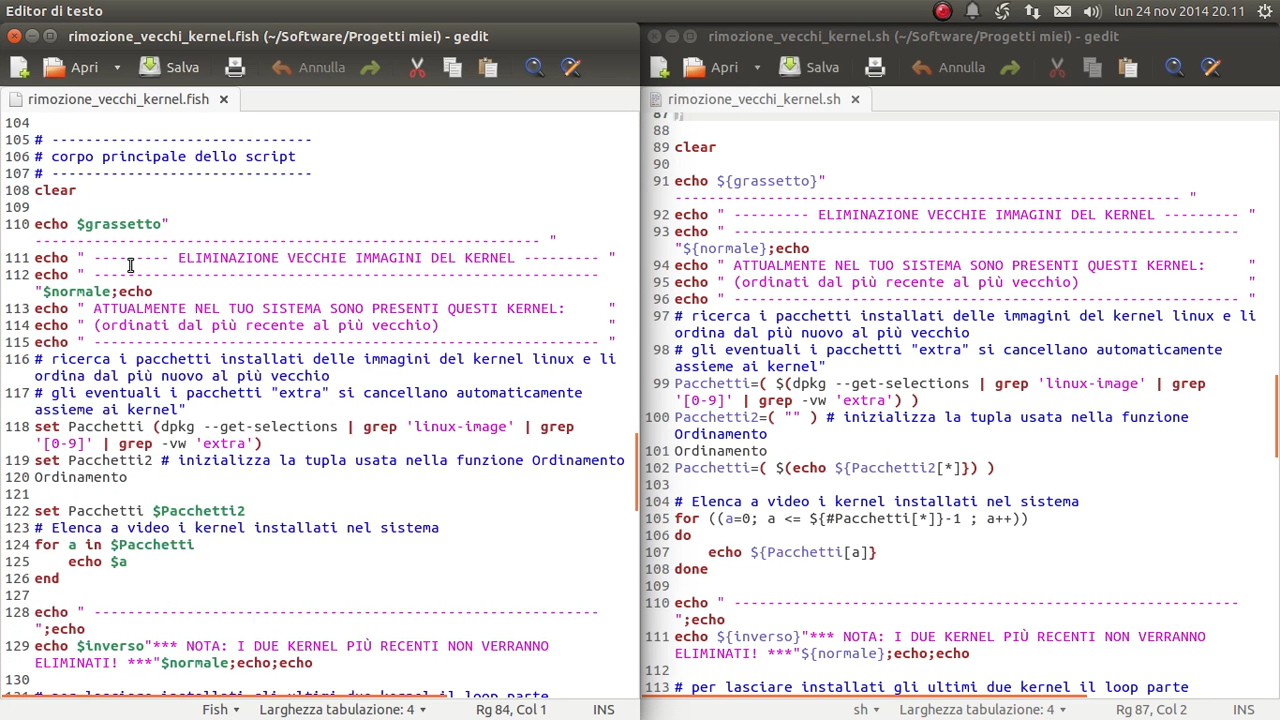 Editor di testo
lun 24 nov 2014 20.11
rimozione_vecchi_kernel.fish (~/Software/Progetti miei) - gedit
Apri Salva Annulla
rimozione_vecchi_kernel.fish
104
105 # -------------------------------
106 # corpo principale dello script
107 # -------------------------------
108 clear
109
110 echo $grassetto"
------------------------------------------------------------ "
111 echo " --------- ELIMINAZIONE VECCHIE IMMAGINI DEL KERNEL --------- "
112 echo " ------------------------------------------------------------
"$normale;echo
113 echo " ATTUALMENTE NEL TUO SISTEMA SONO PRESENTI QUESTI KERNEL:     "
114 echo " (ordinati dal più recente al più vecchio)                    "
115 echo " ------------------------------------------------------------ "
116 # ricerca i pacchetti installati delle immagini del kernel linux e li
ordina dal più nuovo al più vecchio
117 # gli eventuali i pacchetti "extra" si cancellano automaticamente
assieme ai kernel"
118 set Pacchetti (dpkg --get-selections | grep 'linux-image' | grep
'[0-9]' | grep -vw 'extra')
119 set Pacchetti2 # inizializza la tupla usata nella funzione Ordinamento
120 Ordinamento
121
122 set Pacchetti $Pacchetti2
123 # Elenca a video i kernel installati nel sistema
124 for a in $Pacchetti
125     echo $a
126 end
128 echo " ------------------------------------------------------------
";echo
129 echo $inverso"*** NOTA: I DUE KERNEL PIÙ RECENTI NON VERRANNO
ELIMINATI! ***"$normale;echo;echo
130
131 # per lasciare installati gli ultimi due kernel il loop parte
Fish Larghezza tabulazione: 4 Rg 84, Col 1 INS
rimozione_vecchi_kernel.sh (~/Software/Progetti miei) - gedit
Apri Salva Annulla
rimozione_vecchi_kernel.sh
87 }
88
89 clear
90
91 echo ${grassetto}"
------------------------------------------------------------ "
92 echo " --------- ELIMINAZIONE VECCHIE IMMAGINI DEL KERNEL --------- "
93 echo " ------------------------------------------------------------
"${normale};echo
94 echo " ATTUALMENTE NEL TUO SISTEMA SONO PRESENTI QUESTI KERNEL:     "
95 echo " (ordinati dal più recente al più vecchio)                    "
96 echo " ------------------------------------------------------------ "
97 # ricerca i pacchetti installati delle immagini del kernel linux e li
ordina dal più nuovo al più vecchio
98 # gli eventuali i pacchetti "extra" si cancellano automaticamente
assieme ai kernel"
99 Pacchetti=( $(dpkg --get-selections | grep 'linux-image' | grep
'[0-9]' | grep -vw 'extra') )
100 Pacchetti2=( "" ) # inizializza la tupla usata nella funzione
Ordinamento
101 Ordinamento
102 Pacchetti=( $(echo ${Pacchetti2[*]}) )
103
104 # Elenca a video i kernel installati nel sistema
105 for ((a=0; a <= ${#Pacchetti[*]}-1 ; a++))
106 do
107     echo ${Pacchetti[a]}
108 done
109
110 echo " ------------------------------------------------------------
";echo
111 echo ${inverso}"*** NOTA: I DUE KERNEL PIÙ RECENTI NON VERRANNO
ELIMINATI! ***"${normale};echo;echo
112
113 # per lasciare installati gli ultimi due kernel il loop parte
sh Larghezza tabulazione: 4 Rg 87, Col 2 INS